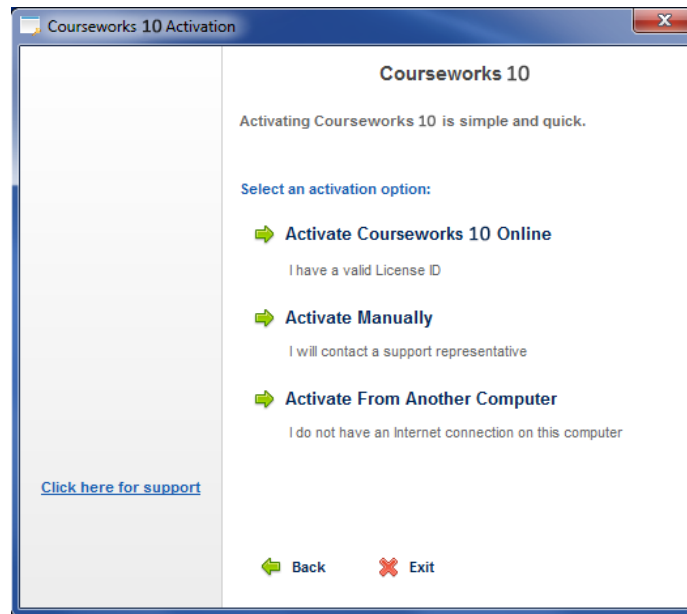 Courseworks 10 Activation
Courseworks 10
Activating Courseworks 10 is simple and quick.
Select an activation option:
Activate Courseworks 10 Online
I have a valid License ID
Activate Manually
I will contact a support representative
Activate From Another Computer
I do not have an Internet connection on this computer
Click here for support
Back
Exit